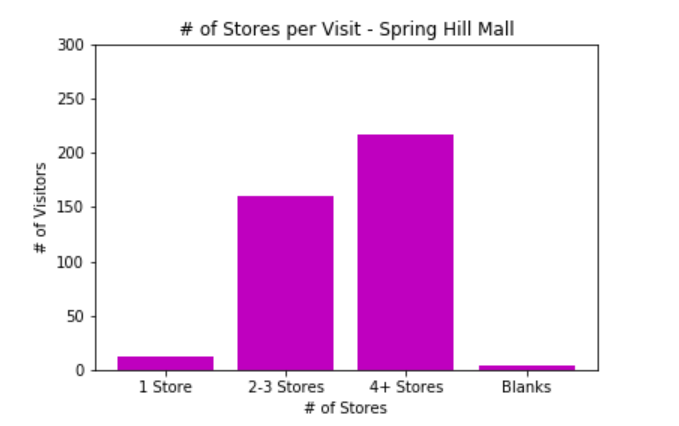 # of Stores per Visit - Spring Hill Mall
300
250
200
150
100
50
0
# of Visitors
1 Store 2-3 Stores 4+ Stores Blanks
# of Stores